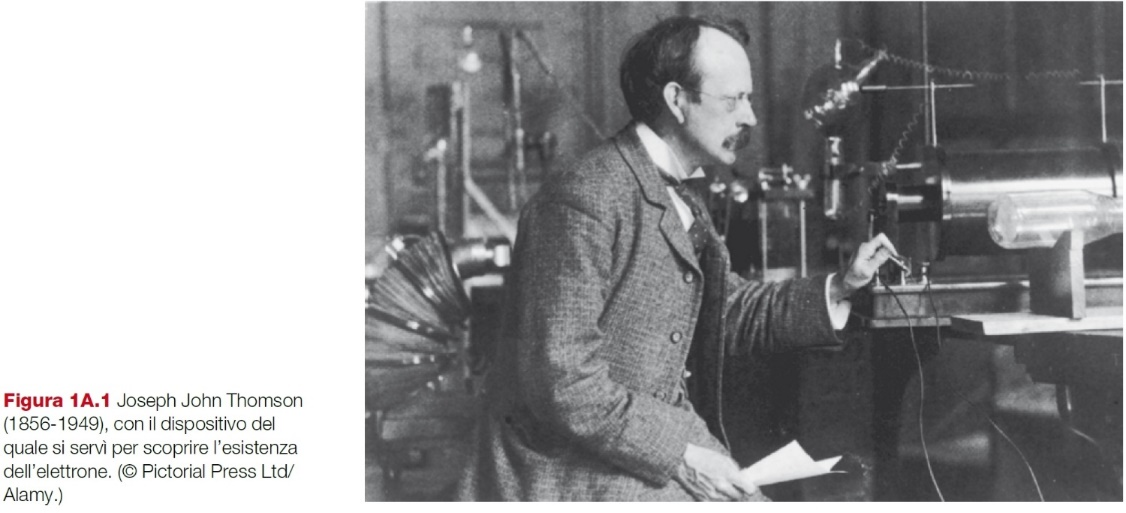 Figura 1A.1 Joseph John Thomson
(1856-1949), con il dispositivo del
quale si servì per scoprire l'esistenza
dell'elettrone. (© Pictorial Press Ltd/
Alamy.)